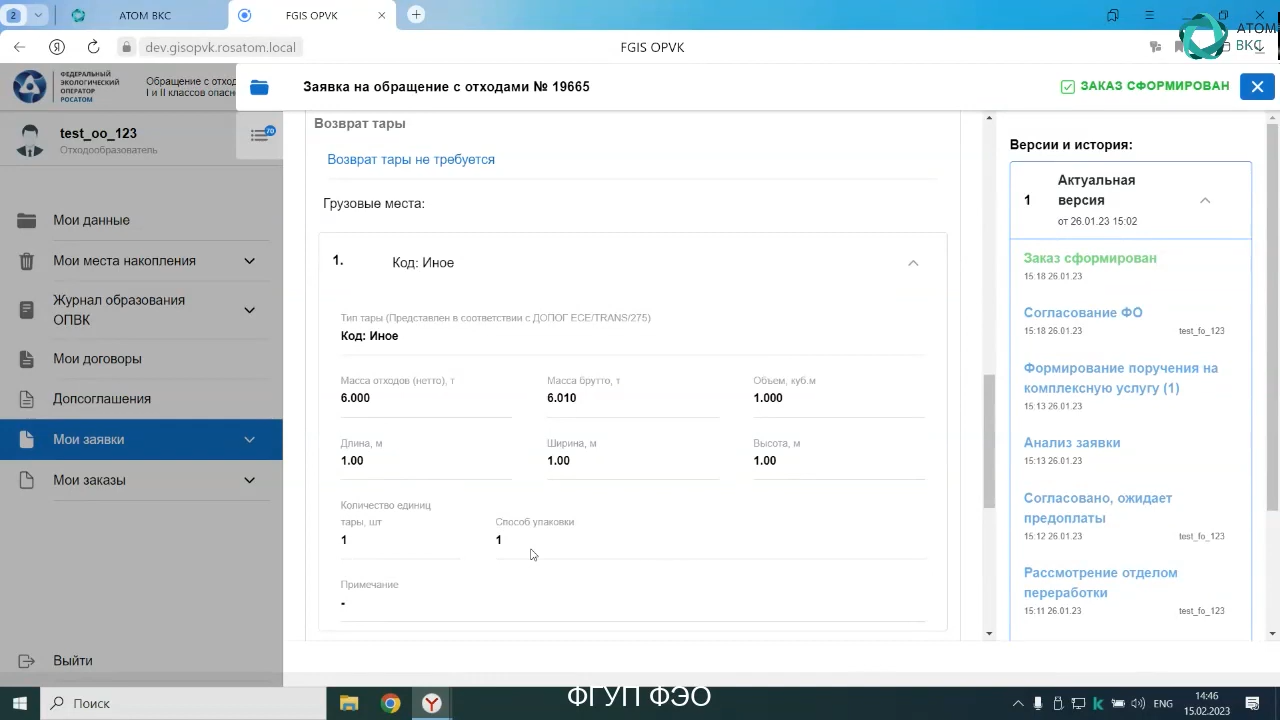 2
FGIS OPVK
АТОМ ВКС
dev.gisopvk.rosatom.local
FGIS OPVK
ФЕДЕРАЛЬНЫЙ
ЭКОЛОГИЧЕСКИЙ
ОПЕРАТОР
РОСАТОМ
Обращение с отход
I и II классов опасн
Заявка на обращение с отходами № 19665
ЗАКАЗ СФОРМИРОВАН
test_oo_123
Отходообразователь
70
Мои данные
Мои места накопления
Журнал образования
ОПВК
Мои договоры
Допсоглашения
Мои заявки
Мои заказы
Выйти
Возврат тары
Возврат тары не требуется
Грузовые места:
1.
Код: Иное
Тип тары (Представлен в соответствии с ДОПОГ ECE/TRANS/275)
Код: Иное
Масса отходов (нетто), т
Масса брутто, т
Объем, куб.м
6.000
6.010
1.000
Длина, м
Ширина, м
Высота, м
1.00
1.00
1.00
Количество единиц
тары, шт
Способ упаковки
1
1
Примечание
-
Версии и история:
1
Актуальная
версия
от 26.01.23 15:02
Заказ сформирован
15:18 26.01.23
Согласование ФО
15:18 26.01.23
test_fo_123
Формирование поручения на
комплексную услугу (1)
15:13 26.01.23
Анализ заявки
15:13 26.01.23
Согласовано, ожидает
предоплаты
15:12 26.01.23
test_fo_123
Рассмотрение отделом
переработки
15:11 26.01.23
test_fo_123
Поиск
ФГУП ФЭО
ENG
14:46
15.02.2023